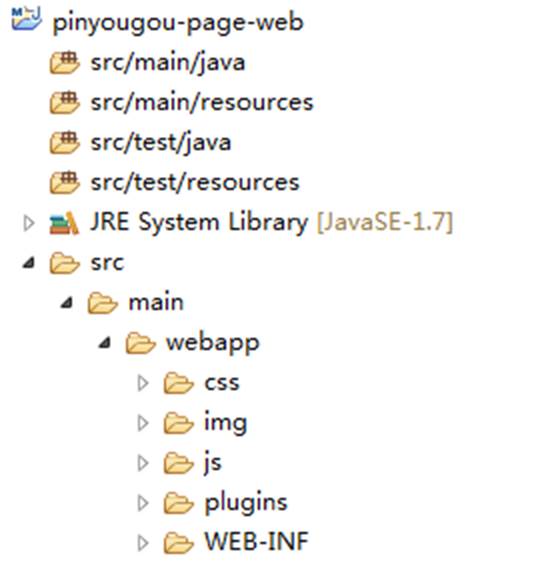 pinyougou-page-web
src/main/java
src/main/resources
src/test/java
src/test/resources
JRE System Library [JavaSE-1.7]
src
main
webapp
css
img
js
plugins
WEB-INF